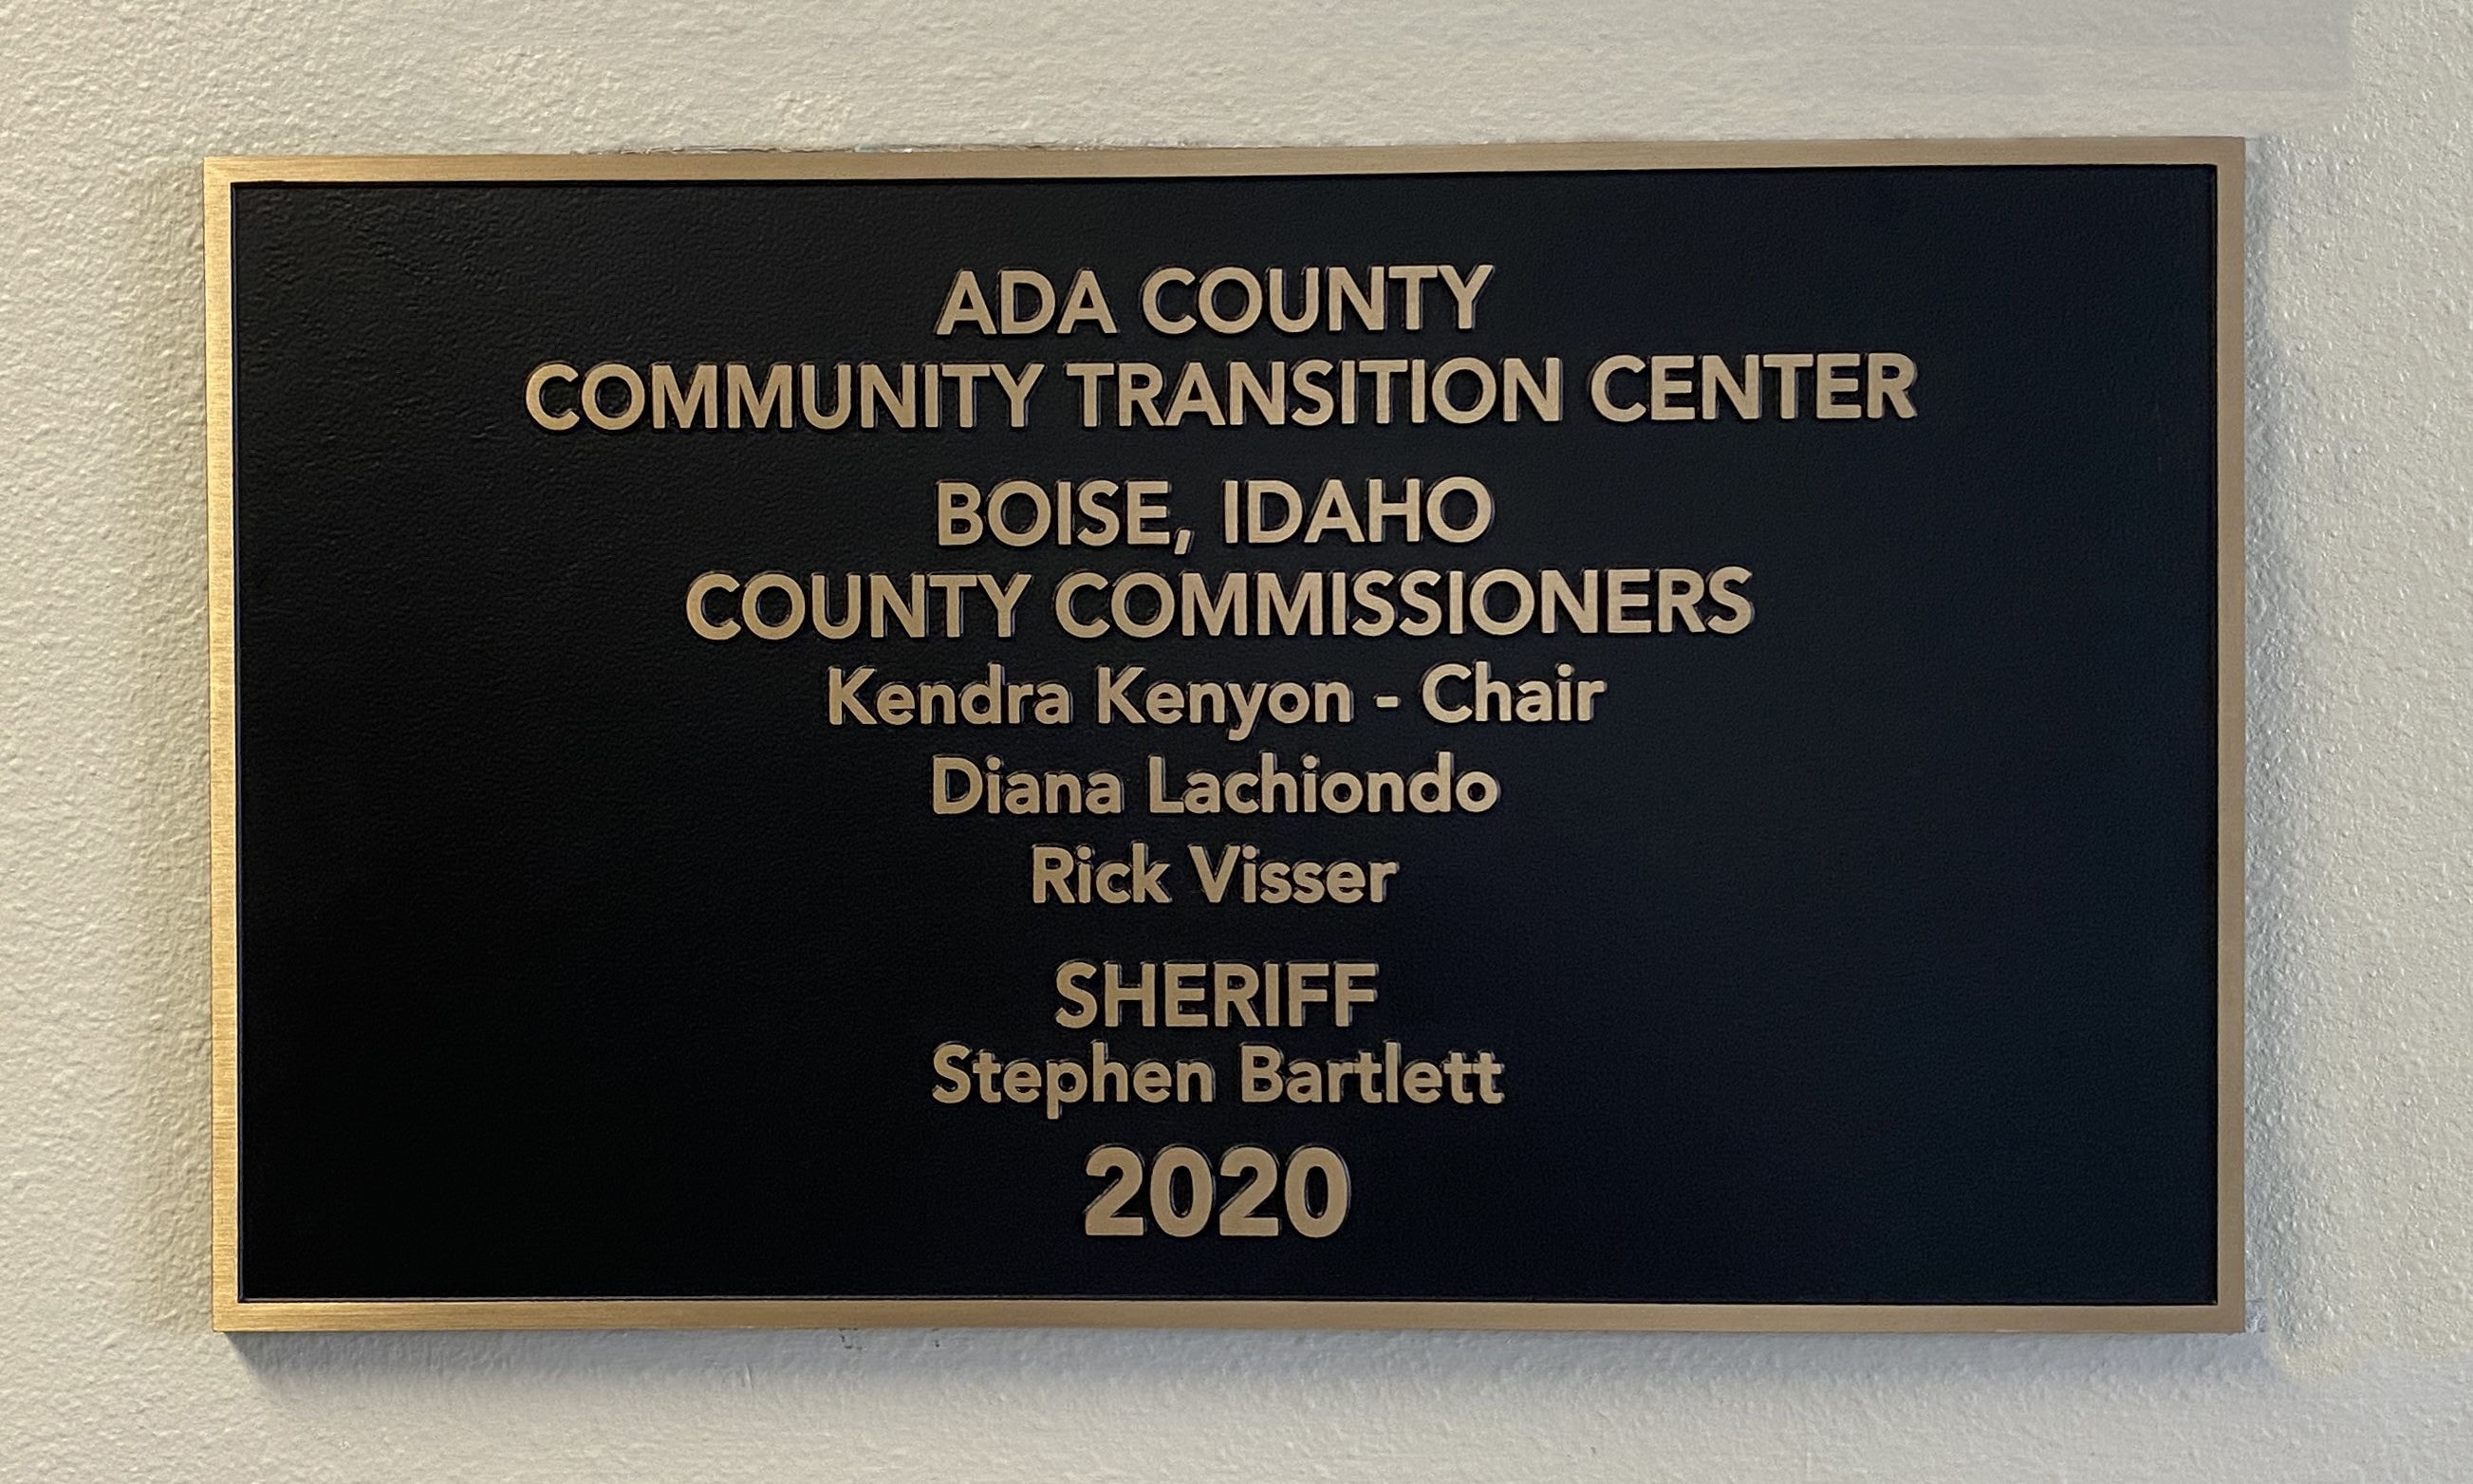 ADA COUNTY
COMMUNITY TRANSITION CENTER
BOISE, IDAHO
COUNTY COMMISSIONERS
Kendra Kenyon - Chair
Diana Lachiondo
Rick Visser
SHERIFF
Stephen Bartlett
2020